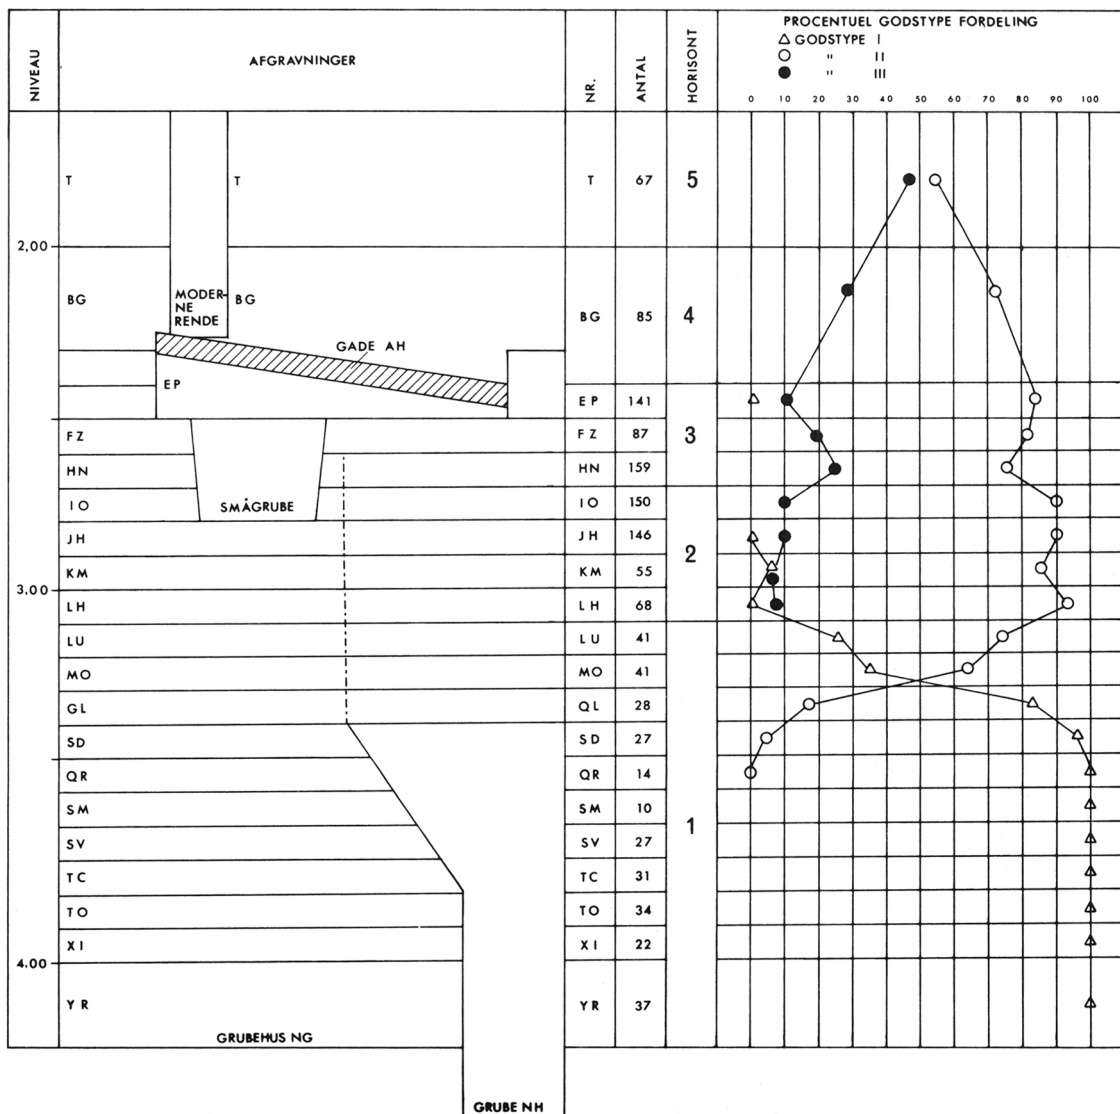 NIVEAU
AFGRAVNINGER
NR.
ANTAL
HORISONT
PROCENTUEL GODSTYPE FORDELING
GODSTYPE I
" II
" III
0 10 20 30 40 50 60 70 80 90 100
T T T 67 5
2,00
BG MODER- BG
NE
RENDE
BG 85 4
GADE AH
EP
EP 141
FZ FZ 87 3
HN HN 159
IO SMÅGRUBE IO 150
JH JH 146
KM KM 55 2
3.00
LH LH 68
LU LU 41
MO MO 41
GL QL 28
SD SD 27
QR QR 14
SM SM 10
1
SV SV 27
TC TC 31
TO TO 34
XI XI 22
4.00
YR YR 37
GRUBEHUS NG
GRUBE NH